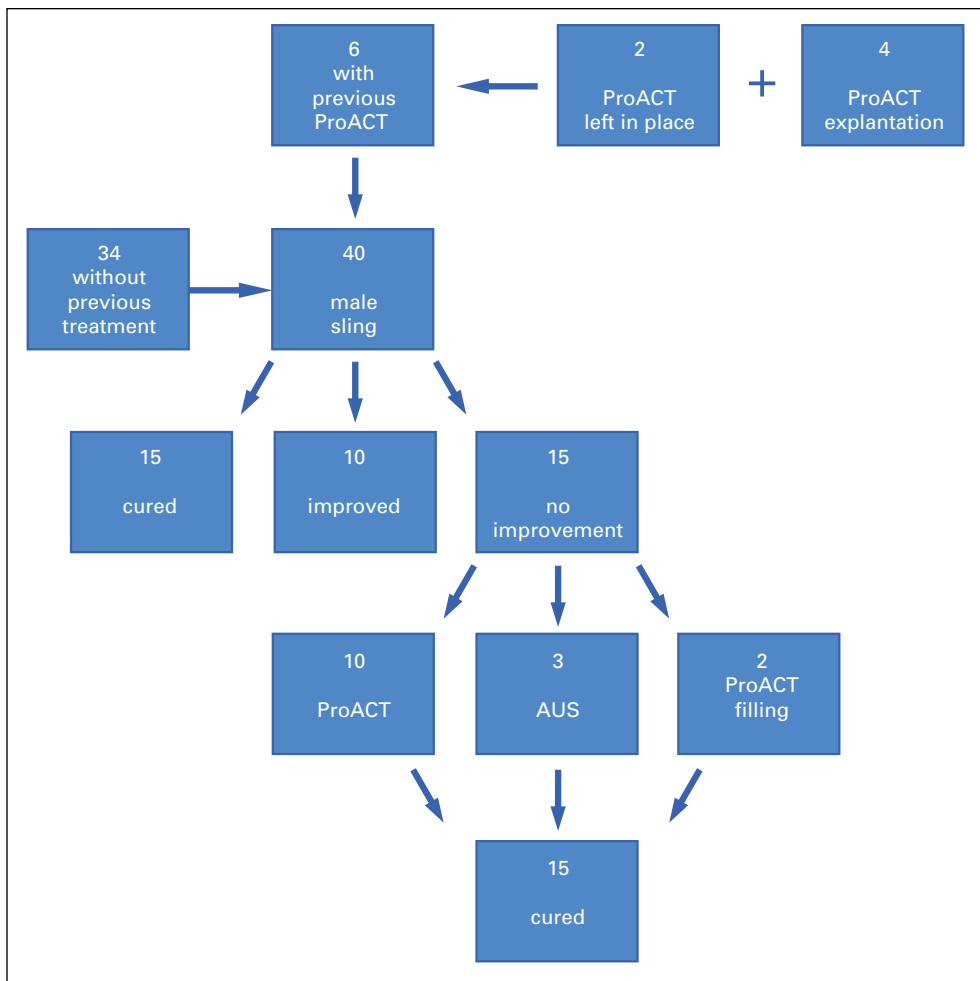 6
with
previous
ProACT
2
ProACT
left in place
+
4
ProACT
explantation
34
without
previous
treatment
40
male
sling
15
cured
10
improved
15
no
improvement
10
ProACT
3
AUS
2
ProACT
filling
15
cured